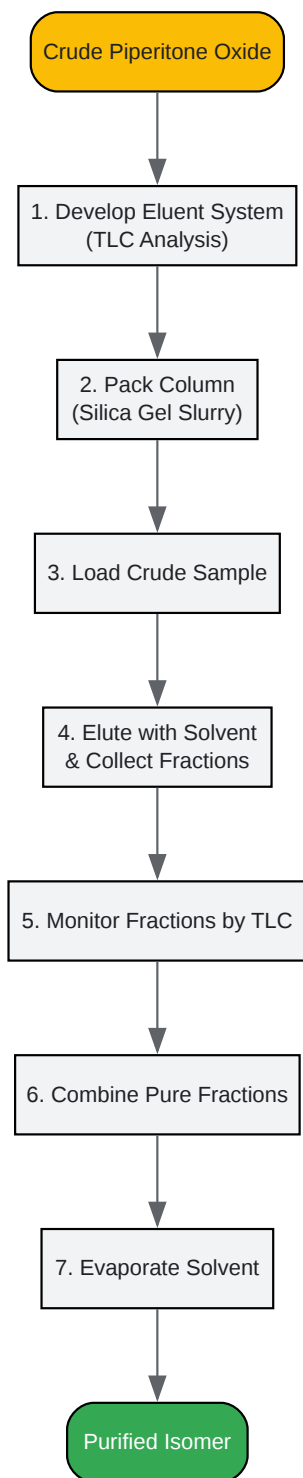 Crude Piperitone Oxide
1. Develop Eluent System
(TLC Analysis)
2. Pack Column
(Silica Gel Slurry)
3. Load Crude Sample
4. Elute with Solvent
& Collect Fractions
5. Monitor Fractions by TLC
6. Combine Pure Fractions
7. Evaporate Solvent
Purified Isomer